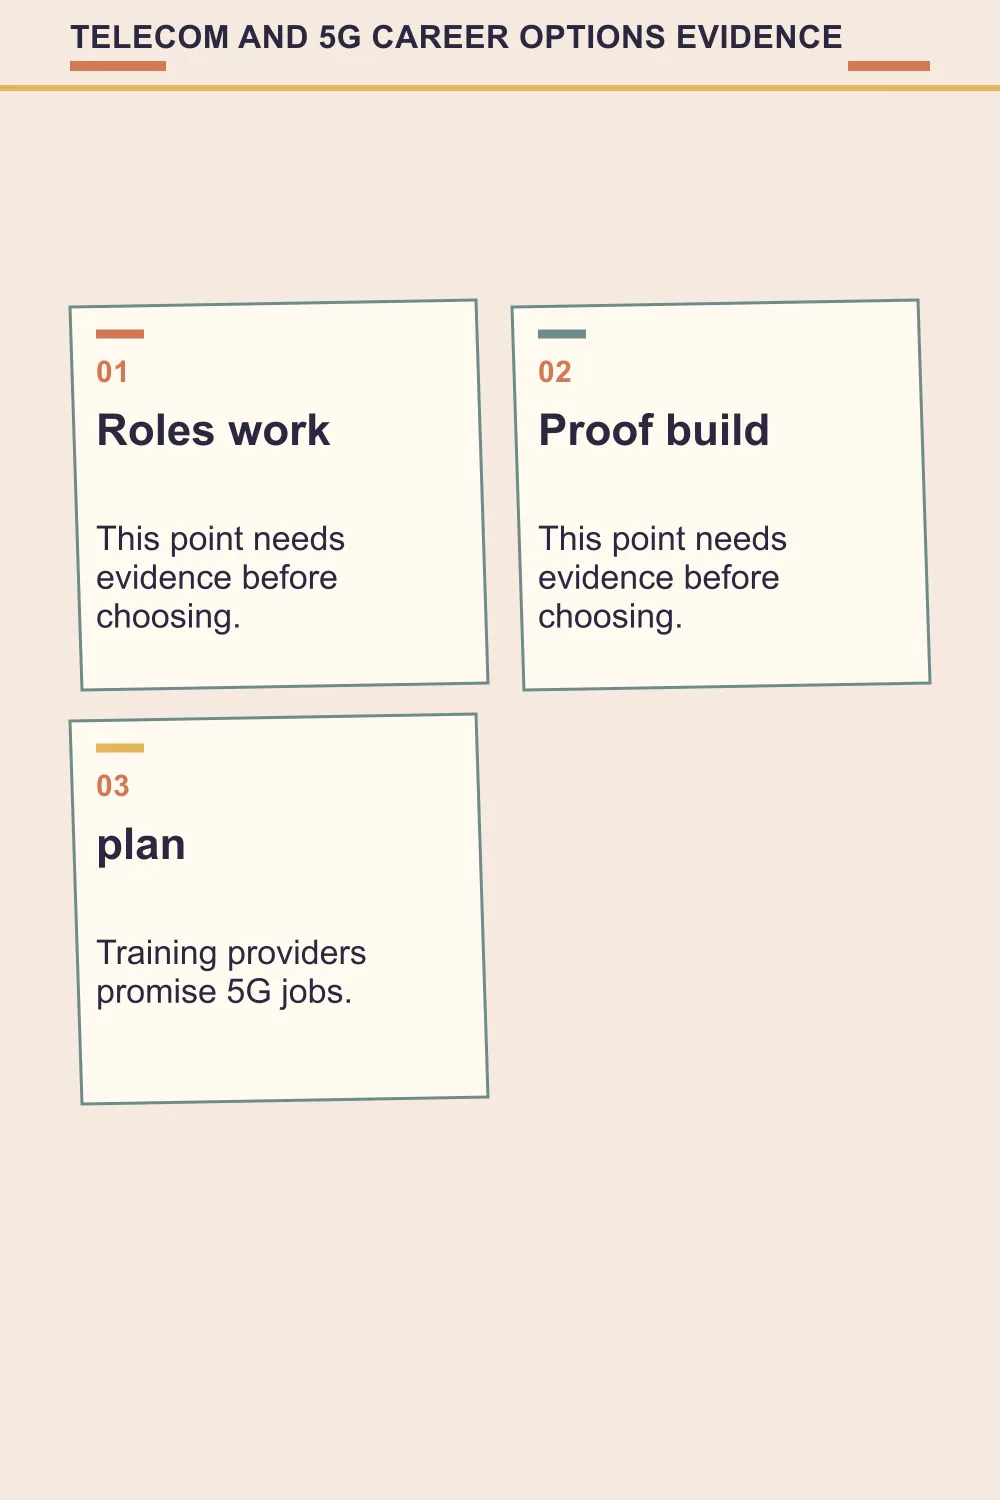 TELECOM AND 5G CAREER OPTIONS EVIDENCE
01
Roles work
This point needs
evidence before
choosing.
02
Proof build
This point needs
evidence before
choosing.
03
plan
Training providers
promise 5G jobs.